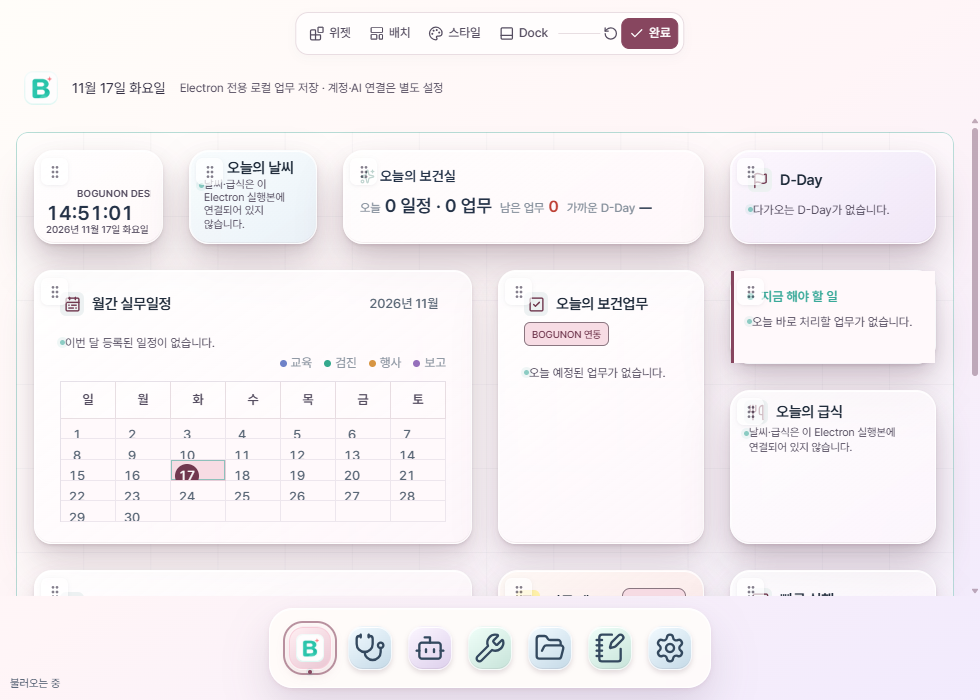 위젯 배치 스타일 Dock 완료
B 11월 17일 화요일 Electron 전용 로컬 업무 저장 · 계정·AI 연결은 별도 설정
BOGUNON DES
14:51:01
2026년 11월 17일 화요일
오늘의 날씨
날씨·급식은 이
Electron 실행본에
연결되어 있지
않습니다.
오늘의 보건실
오늘 0 일정 · 0 업무 남은 업무 0 가까운 D-Day —
D-Day
다가오는 D-Day가 없습니다.
월간 실무일정 2026년 11월
이번 달 등록된 일정이 없습니다.
교육 검진 행사 보고
일 월 화 수 목 금 토
1 2 3 4 5 6 7
8 9 10 11 12 13 14
15 16 17 18 19 20 21
22 23 24 25 26 27 28
29 30
오늘의 보건업무
BOGUNON 연동
오늘 예정된 업무가 없습니다.
지금 해야 할 일
오늘 바로 처리할 업무가 없습니다.
오늘의 급식
날씨·급식은 이 Electron 실행본에
연결되어 있지 않습니다.
B
불러오는 중